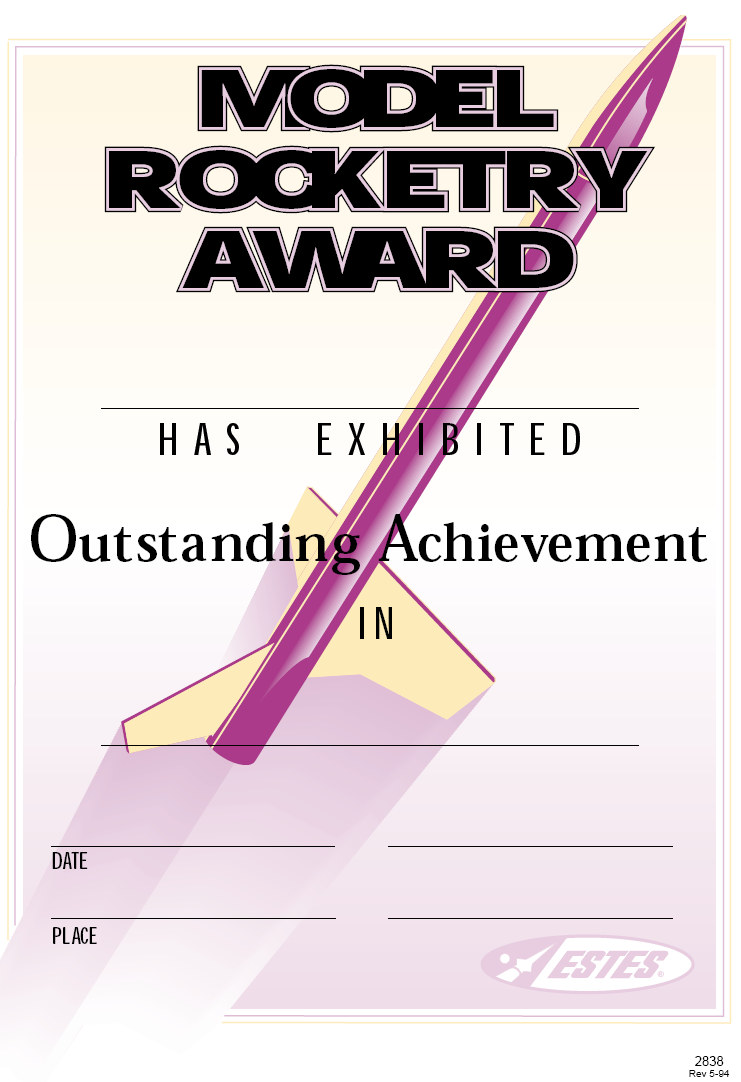 MODEL
ROCKETRY
AWARD
HAS EXHIBITED
Outstanding Achievement
IN
DATE
PLACE
ESTES®
2838
Rev 5-94